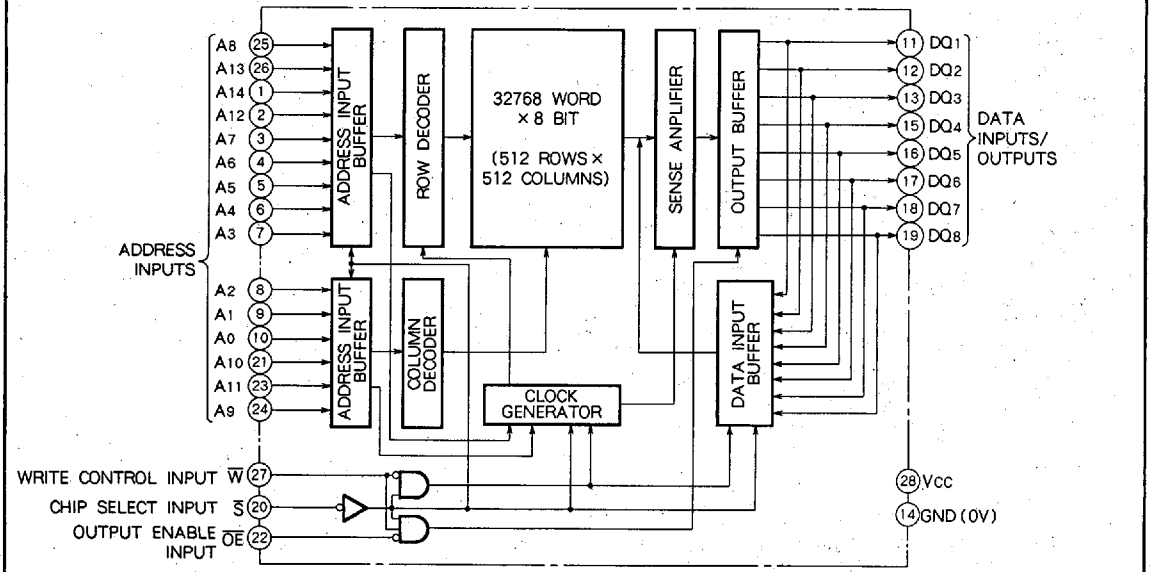 ADDRESS
INPUTS
A8 25
A13 26
A14 1
A12 2
A7 3
A6 4
A5 5
A4 6
A3 7
A2 8
A1 9
A0 10
A10 21
A11 23
A9 24
ADDRESS INPUT
BUFFER
ROW DECODER
32768 WORD
× 8 BIT
(512 ROWS ×
512 COLUMNS)
SENSE ANPLIFIER
OUTPUT BUFFER
11 DQ1
12 DQ2
13 DQ3
15 DQ4
16 DQ5
17 DQ6
18 DQ7
19 DQ8
DATA
INPUTS/
OUTPUTS
ADDRESS INPUT
BUFFER
COLUMN
DECODER
CLOCK
GENERATOR
DATA INPUT
BUFFER
WRITE CONTROL INPUT W̅ 27
CHIP SELECT INPUT S̅ 20
OUTPUT ENABLE
INPUT O̅E̅ 22
28 Vcc
14 GND (0V)